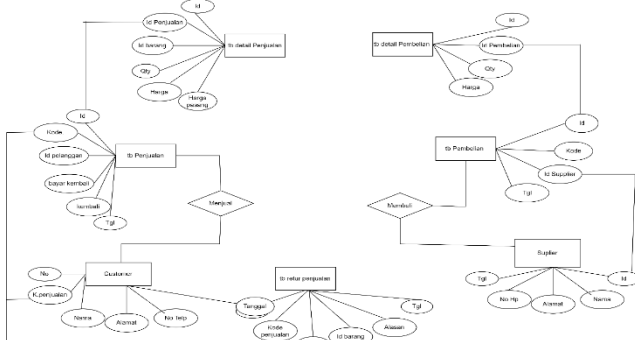 Id
Id Penjualan
Id barang
Qty
Harga
Harga pasang
tb detail Penjualan
tb detail Pembelian
Id
Id Pembelian
Qty
Harga
Id
Kode
Id pelanggan
bayar kembali
kembali
Tgl
tb Penjualan
Menjual
tb Pembelian
Id
Kode
Id Supplier
Tgl
Membeli
Customer
No
K.penjualan
Nama
Alamat
No Telp
Tanggal
tb retur penjualan
Kode penjualan
Id barang
Alasan
Tgl
Suplier
Tgl
No Hp
Alamat
Nama
Id